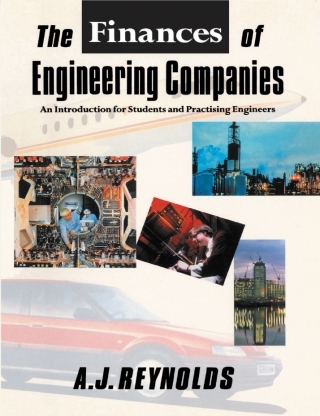 The Finances of
Engineering Companies
An Introduction for Students and Practising Engineers
A.J. REYNOLDS